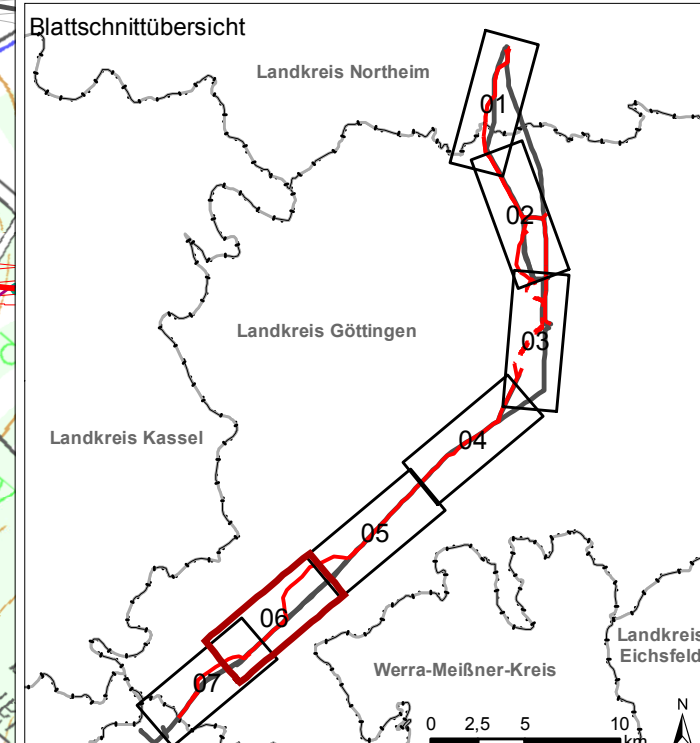 Blattschnittübersicht
Landkreis Northeim
01
02
Landkreis Göttingen
03
Landkreis Kassel
04
05
06
Landkreis
Eichsfeld
Werra-Meißner-Kreis
07
N
0 2,5 5 10
km